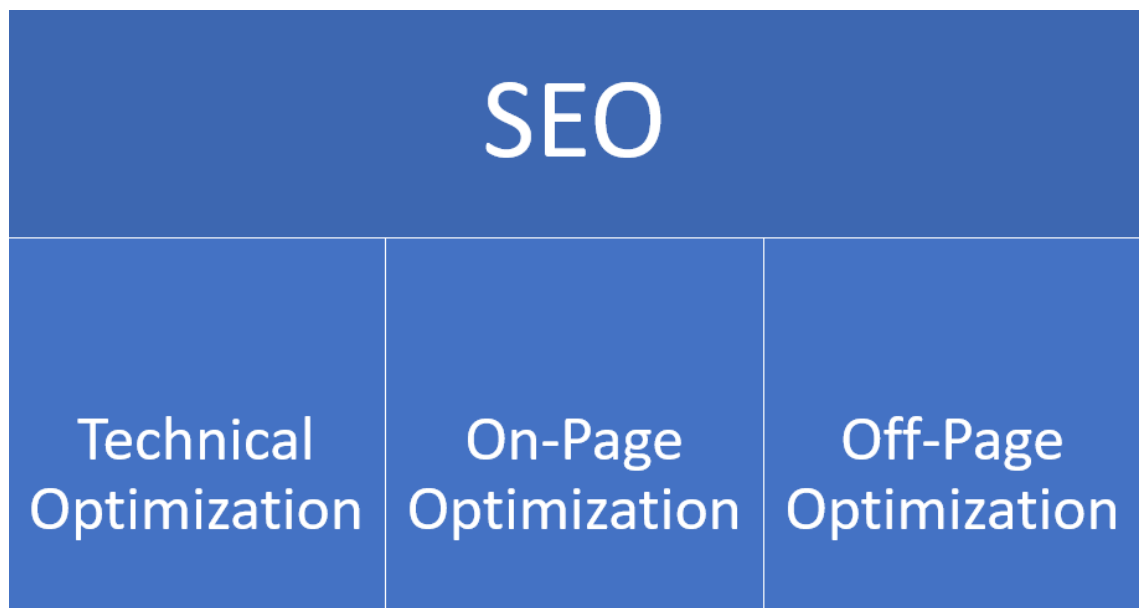 SEO
Technical
Optimization
On-Page
Optimization
Off-Page
Optimization